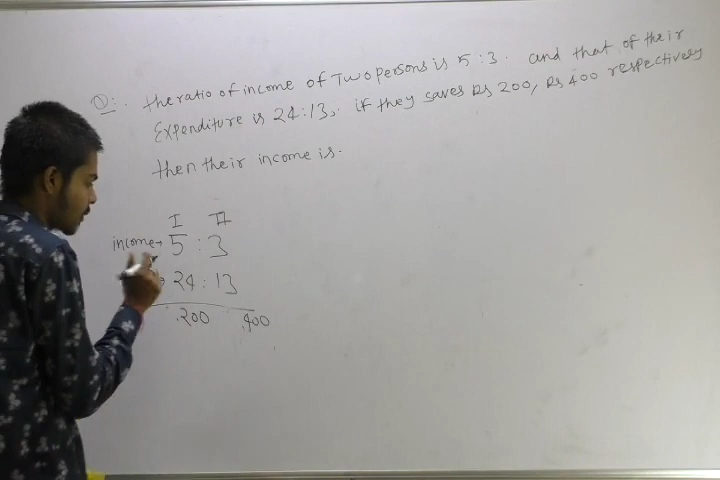 Q:. the ratio of income of Two persons is 5:3. and that of their
Expenditure is 24:13, if they saves Rs 200, Rs 400 respectively
then their income is.
I II
income→ 5 : 3
24 : 13
200 400